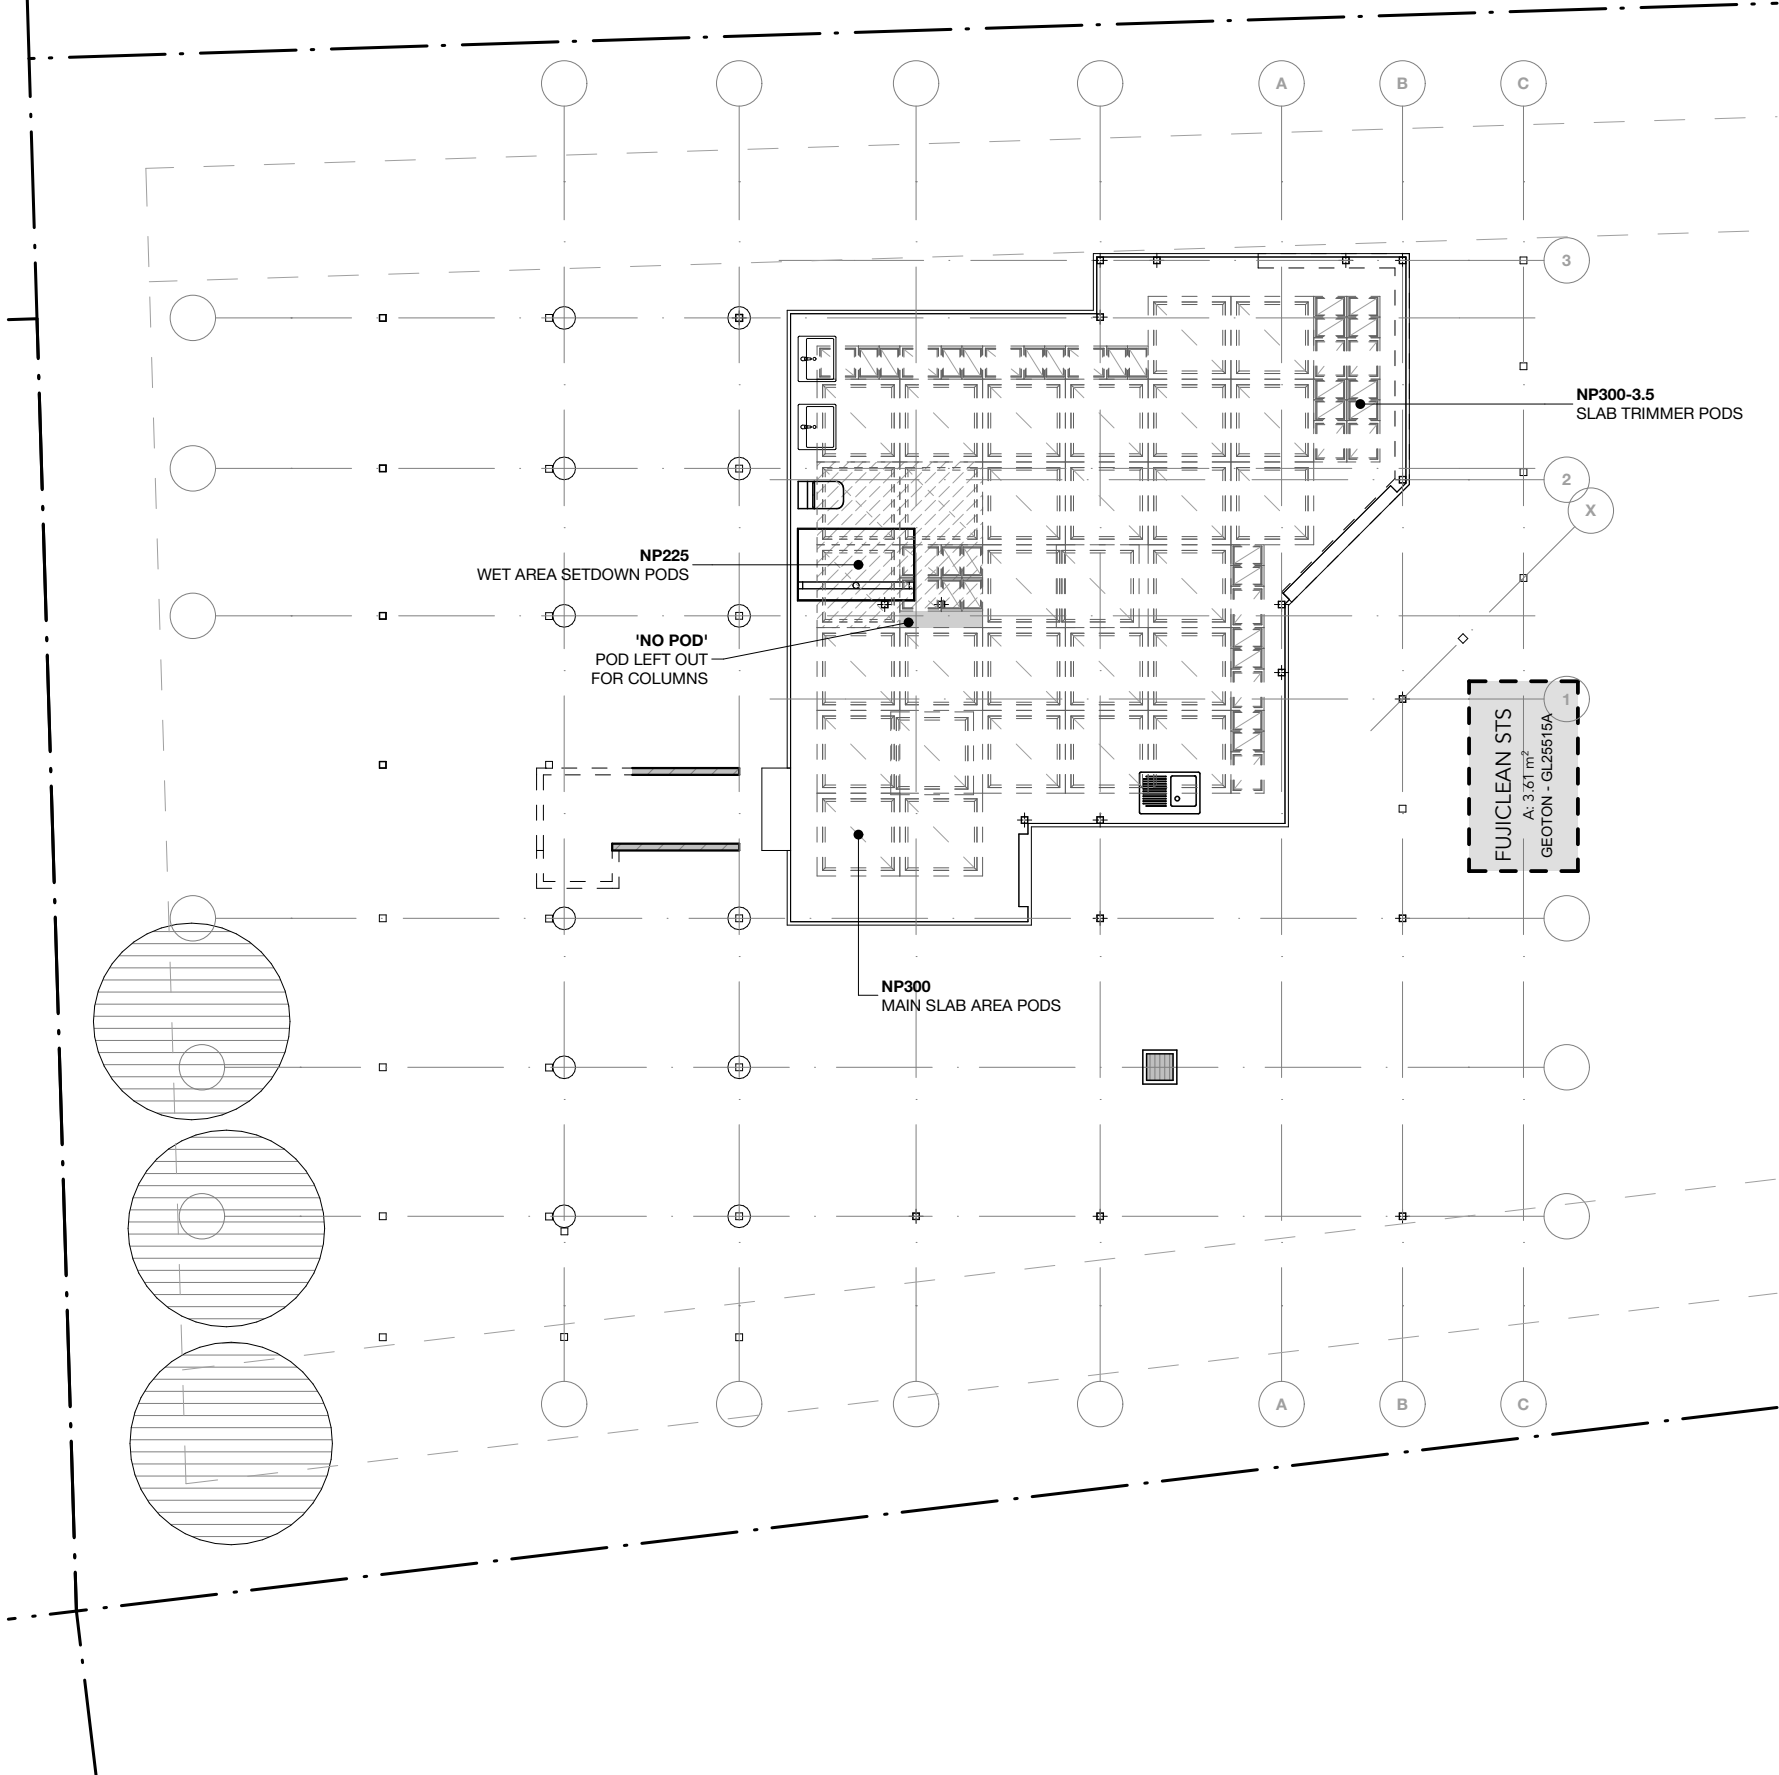 A
B
C
3
NP300-3.5
SLAB TRIMMER PODS
2
X
NP225
WET AREA SETDOWN PODS
'NO POD'
POD LEFT OUT
FOR COLUMNS
1
FUJICLEAN STS
A: 3.61 m²
GEOTON - GL25515A
NP300
MAIN SLAB AREA PODS
A
B
C